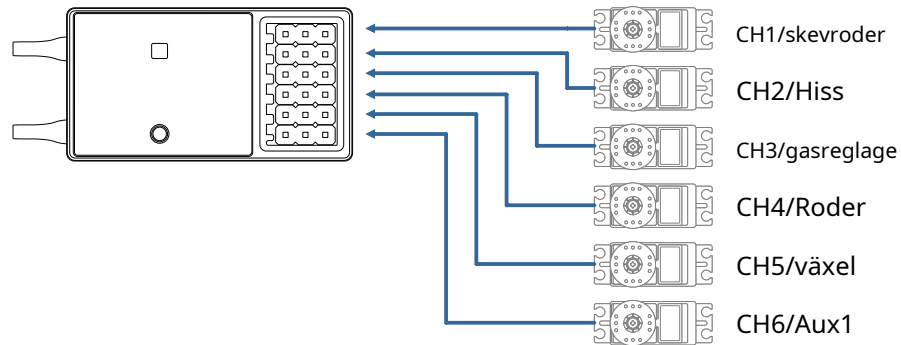 CH1/skevroder
CH2/Hiss
CH3/gasreglage
CH4/Roder
CH5/växel
CH6/Aux1